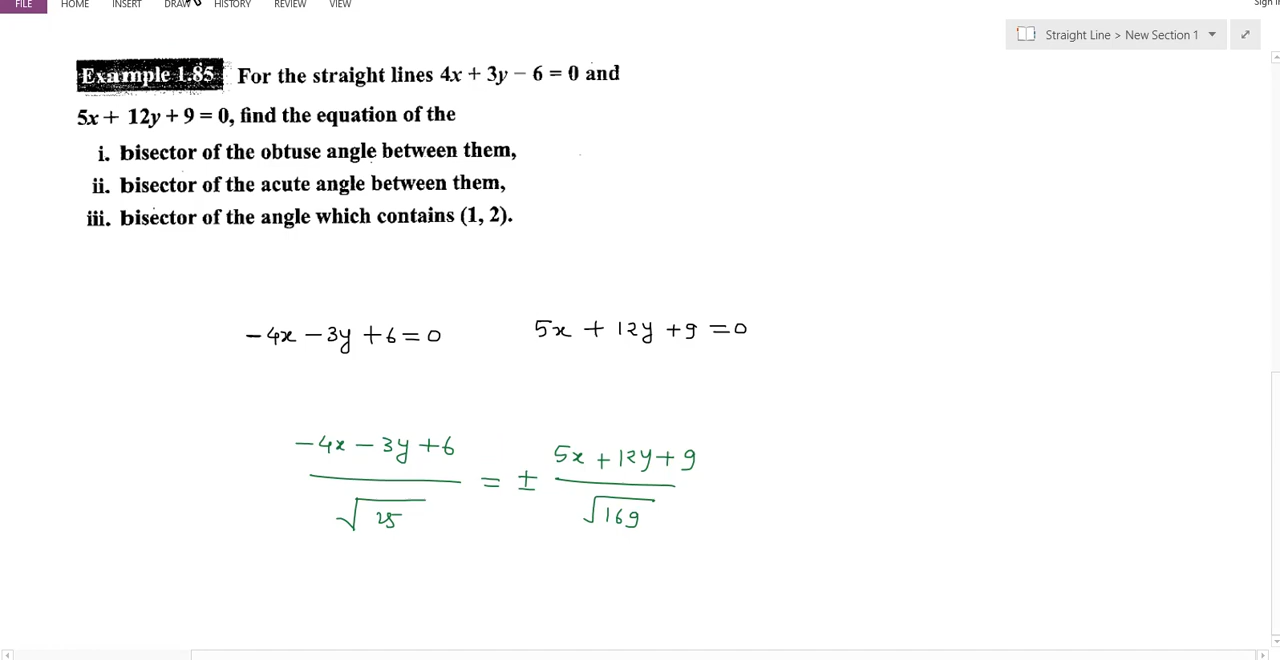 FILE HOME INSERT DRAW HISTORY REVIEW VIEW
Sign i
Straight Line > New Section 1
Example 1.85 For the straight lines 4x + 3y − 6 = 0 and
5x + 12y + 9 = 0, find the equation of the
i. bisector of the obtuse angle between them,
ii. bisector of the acute angle between them,
iii. bisector of the angle which contains (1, 2).
−4x − 3y + 6 = 0 5x + 12y + 9 = 0
−4x − 3y + 6 5x + 12y + 9
= ±
√25 √169